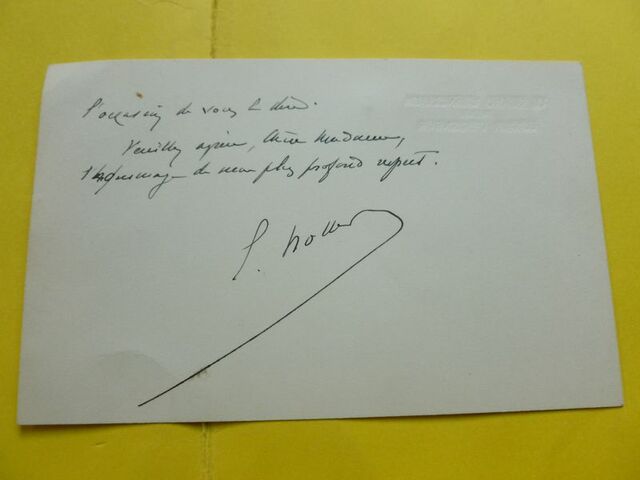 l'occasion de vous le dire.
Veuillez agréer, chère Madame,
l'hommage de mon plus profond respect.